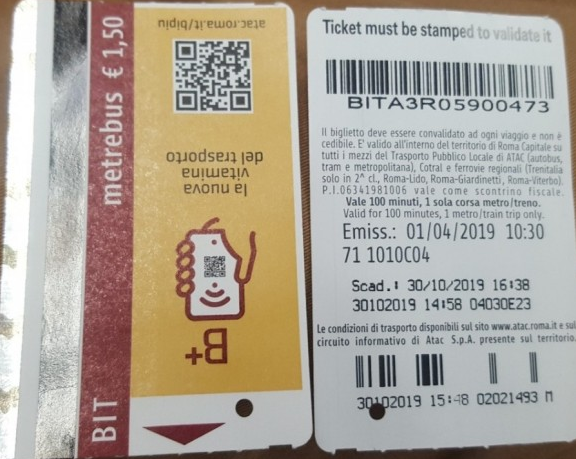 BIT metrebus € 1,50
atac.roma.it/bipiu
la nuova
vitamina
del trasporto
B+
Ticket must be stamped to validate it
BITA3R05900473
Il biglietto deve essere convalidato ad ogni viaggio e non è
cedibile. E' valido all'interno del territorio di Roma Capitale su
tutti i mezzi del Trasporto Pubblico Locale di ATAC (autobus,
tram e metropolitana), Cotral e ferrovie regionali (Trenitalia
solo in 2ª cl., Roma-Lido, Roma-Giardinetti, Roma-Viterbo).
P.I.06341981006 vale come scontrino fiscale.
Vale 100 minuti, 1 sola corsa metro/treno.
Valid for 100 minutes, 1 metro/train trip only.
Emiss.: 01/04/2019 10:30
71 1010C04
Scad.: 30/10/2019 16:38
30102019 14:58 04030E23
Le condizioni di trasporto disponibili sul sito www.atac.roma.it e sul
circuito informativo di Atac S.p.A. presente sul territorio.
30102019 15:48 02021493 M